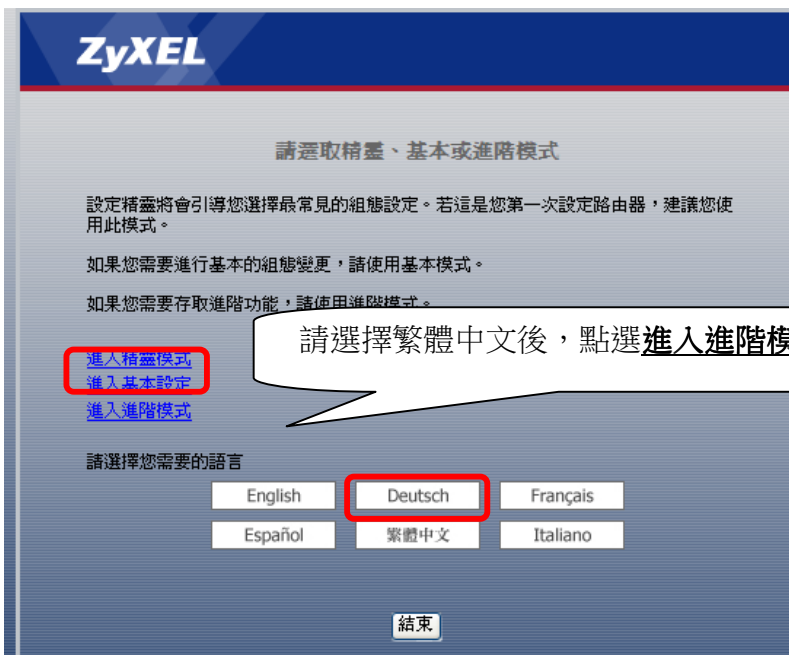 ZyXEL
請選取精靈、基本或進階模式
設定精靈將會引導您選擇最常見的組態設定。若這是您第一次設定路由器，建議您使
用此模式。
如果您需要進行基本的組態變更，請使用基本模式。
如果您需要存取進階功能，請使用進階模式。
請選擇繁體中文後，點選進入進階模
進入精靈模式
進入基本設定
進入進階模式
請選擇您需要的語言
English Deutsch Français
Español 繁體中文 Italiano
結束